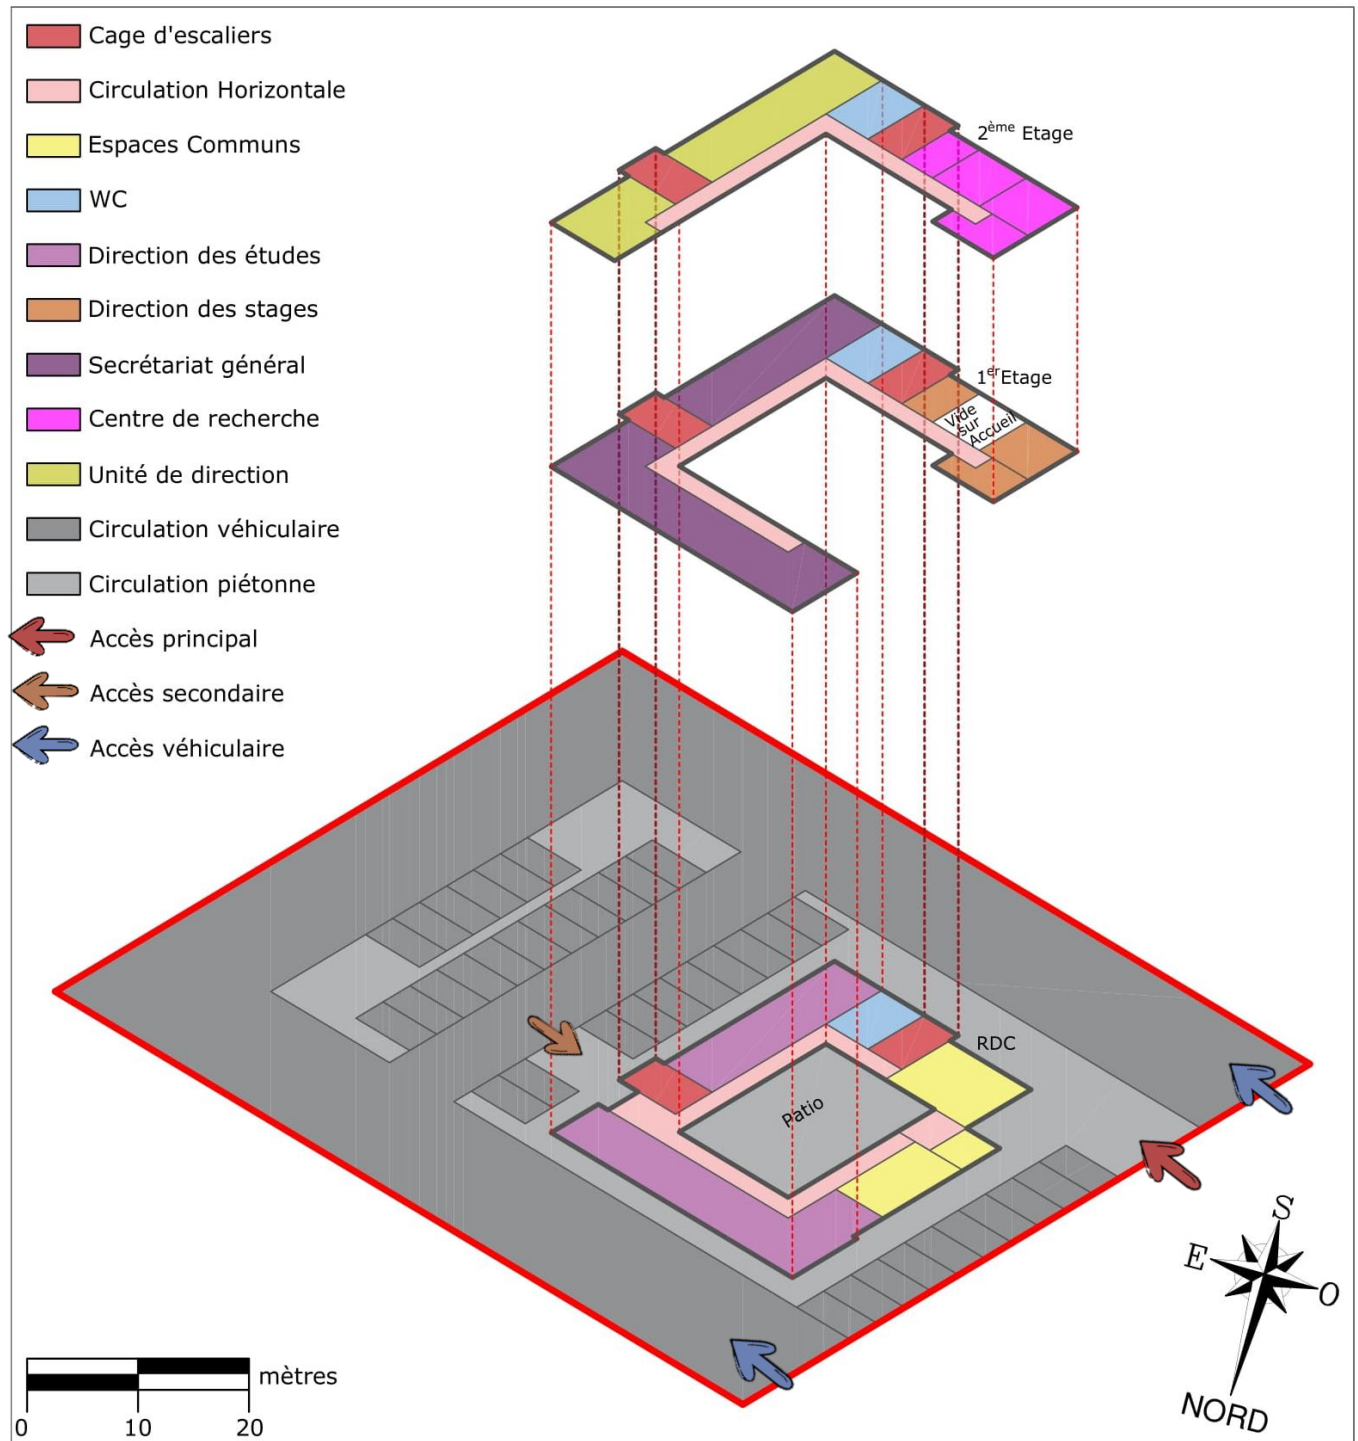 Cage d'escaliers
Circulation Horizontale
Espaces Communs
WC
Direction des études
Direction des stages
Secrétariat général
Centre de recherche
Unité de direction
Circulation véhiculaire
Circulation piétonne
Accès principal
Accès secondaire
Accès véhiculaire
2ème Etage
1er Etage
Vide
sur
Accueil
RDC
Patio
S
E
O
NORD
mètres
0 10 20